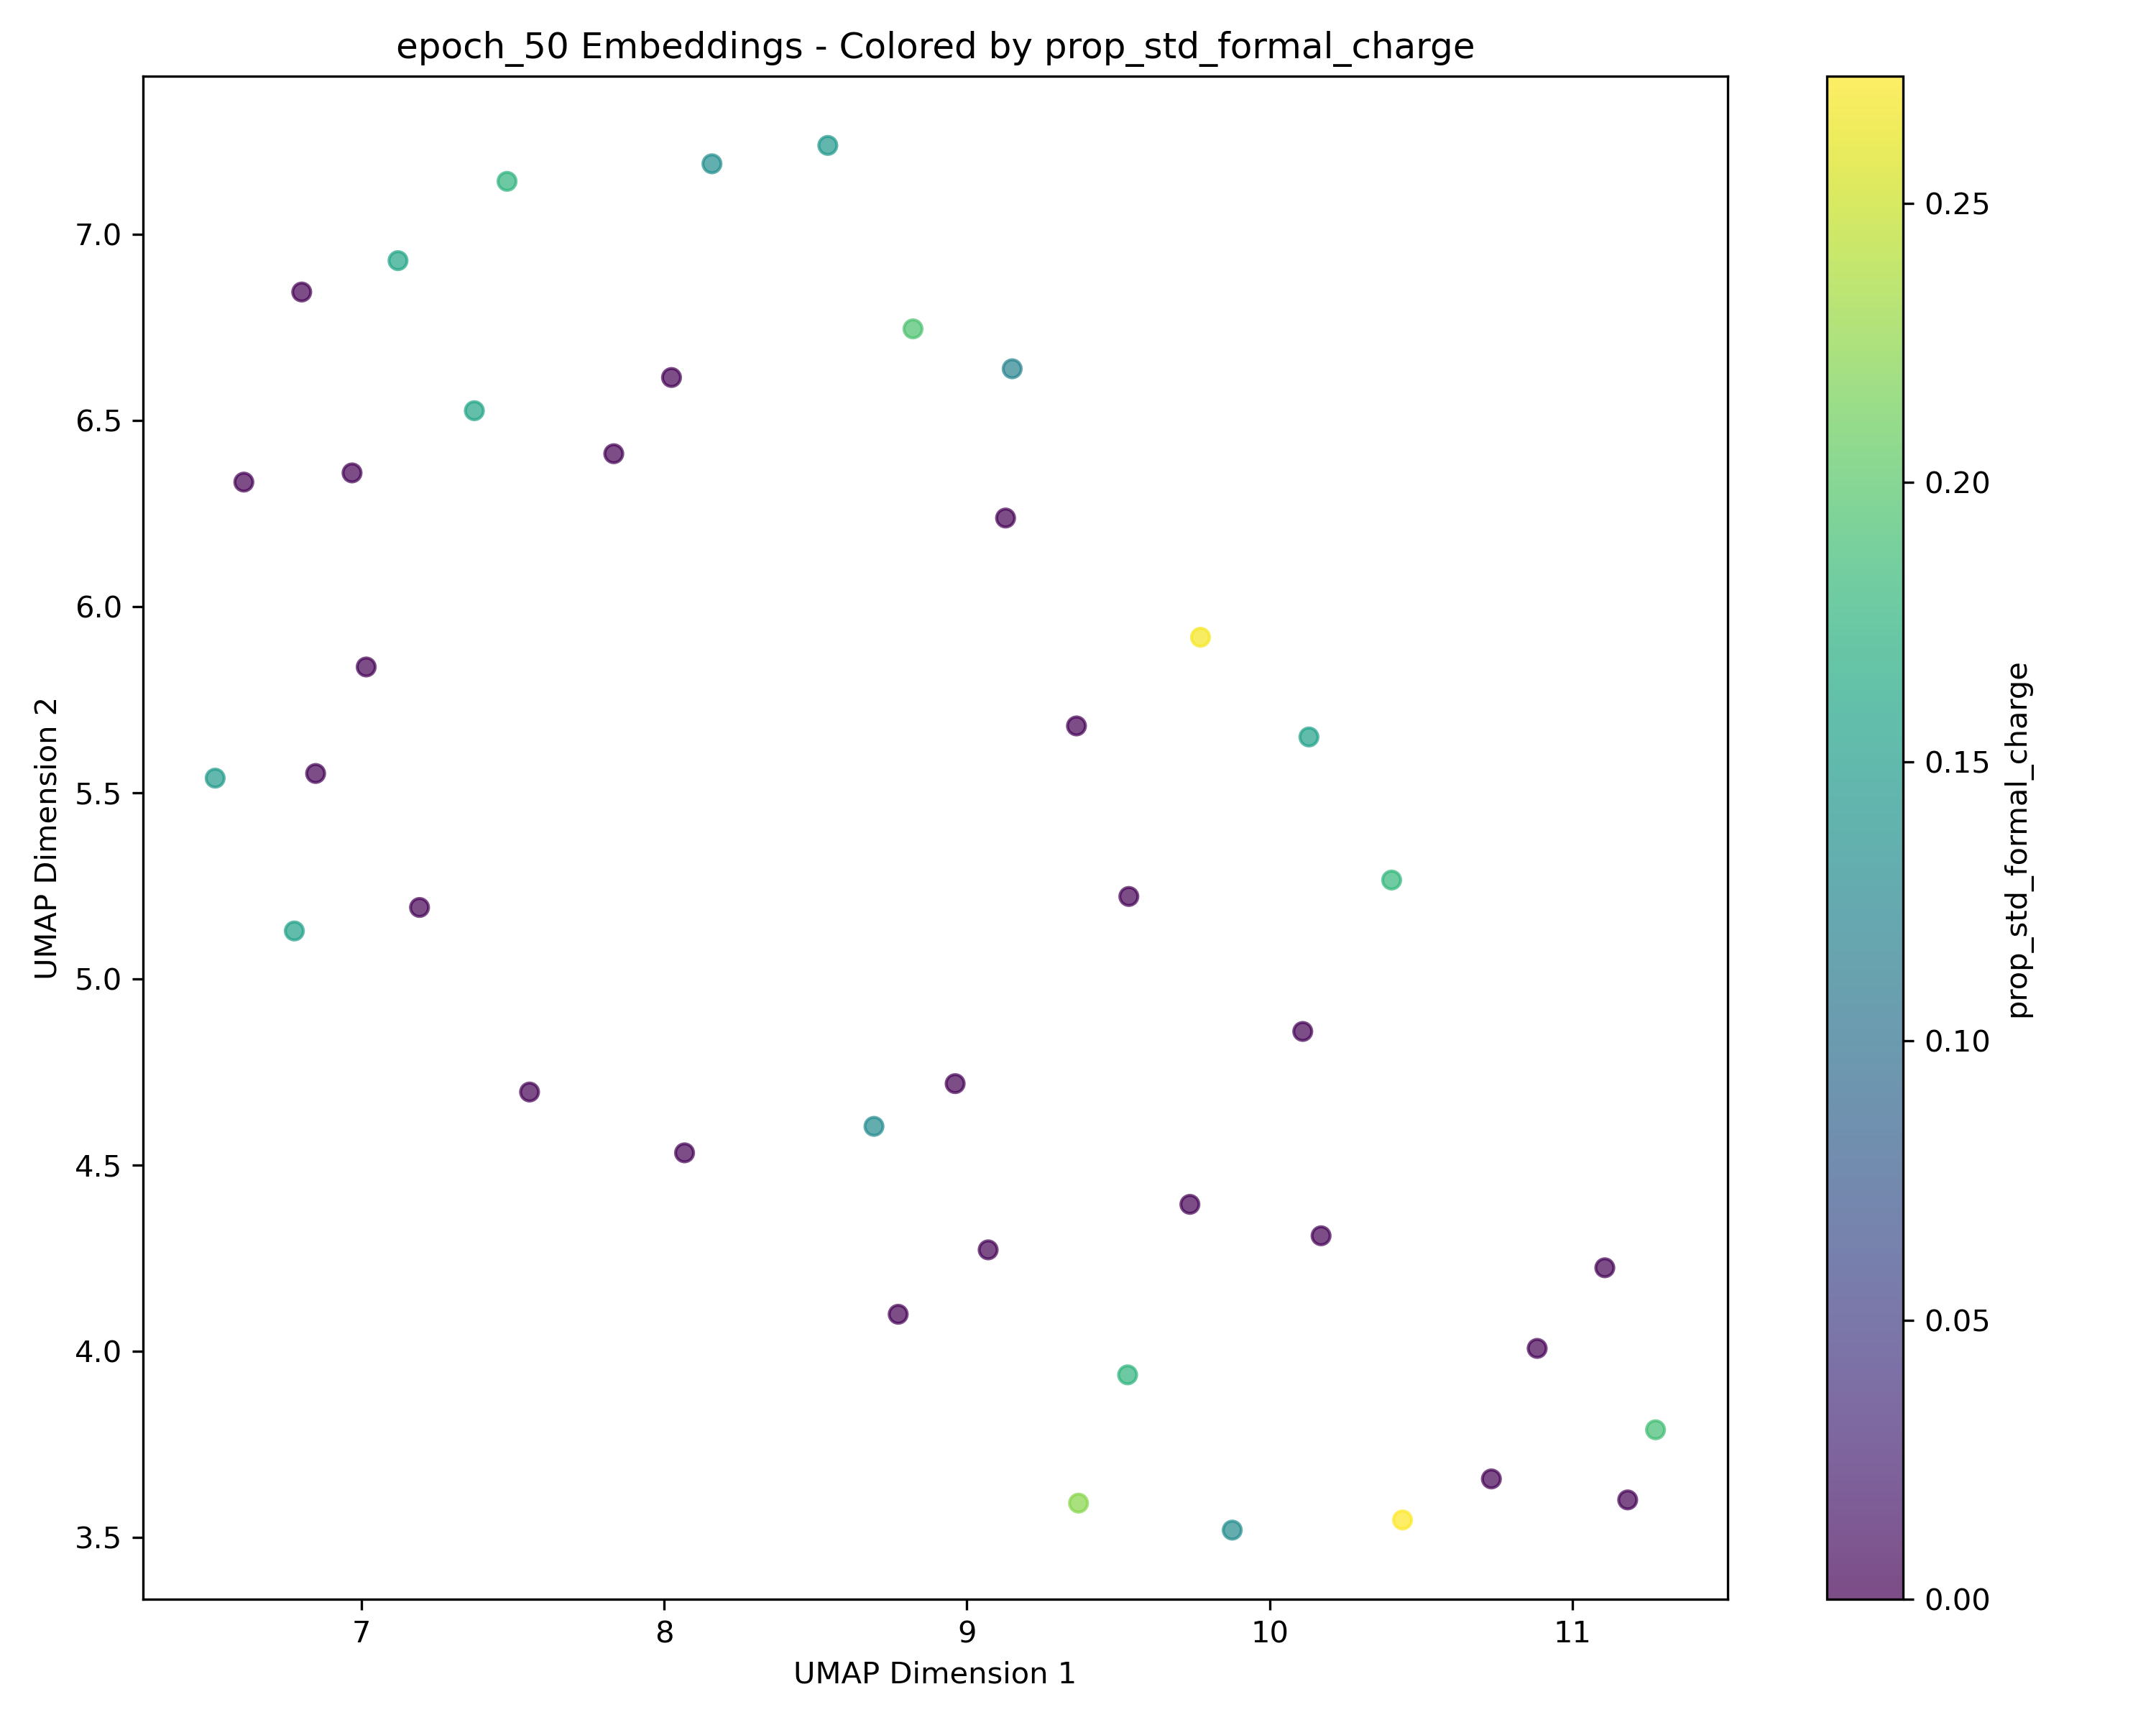 epoch_50 Embeddings - Colored by prop_std_formal_charge
UMAP Dimension 2
7.0
6.5
6.0
5.5
5.0
4.5
4.0
3.5
7 8 9 10 11
UMAP Dimension 1
0.25
0.20
0.15
0.10
0.05
0.00
prop_std_formal_charge